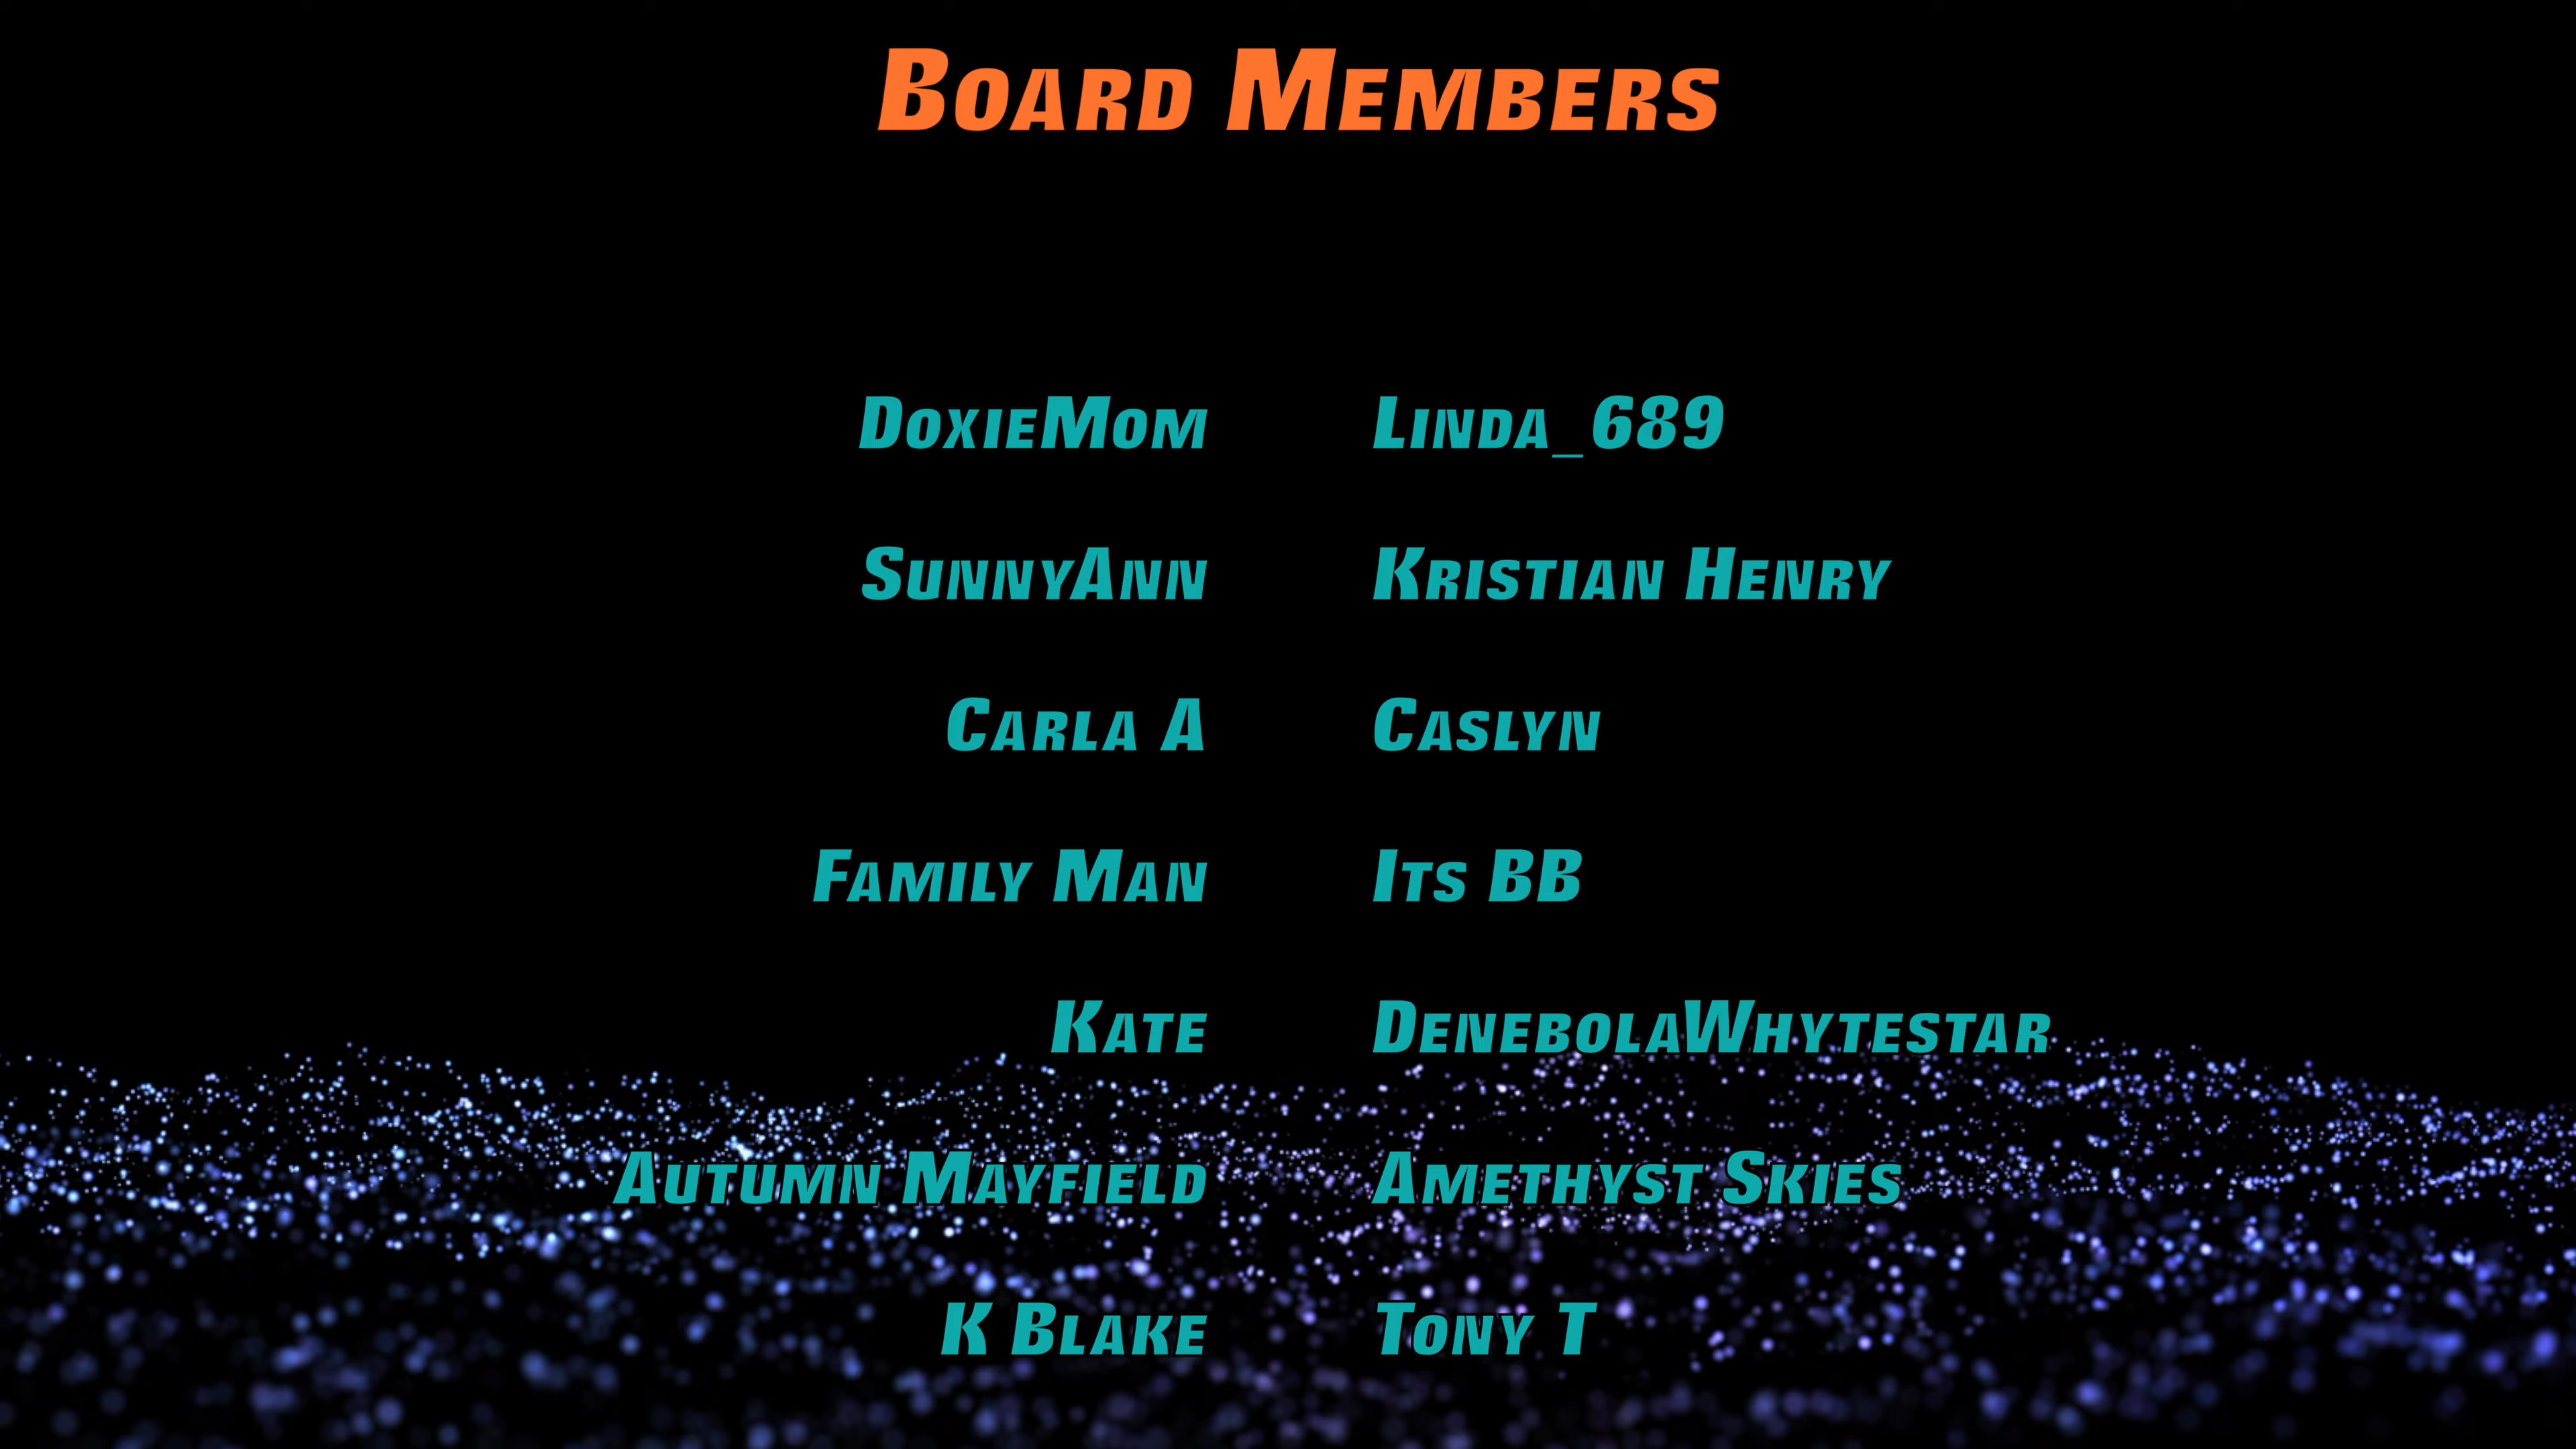 Board Members
DoxieMom Linda_689
SunnyAnn Kristian Henry
Carla A Caslyn
Family Man Its BB
Kate DenebolaWhytestar
Autumn Mayfield Amethyst Skies
K Blake Tony T